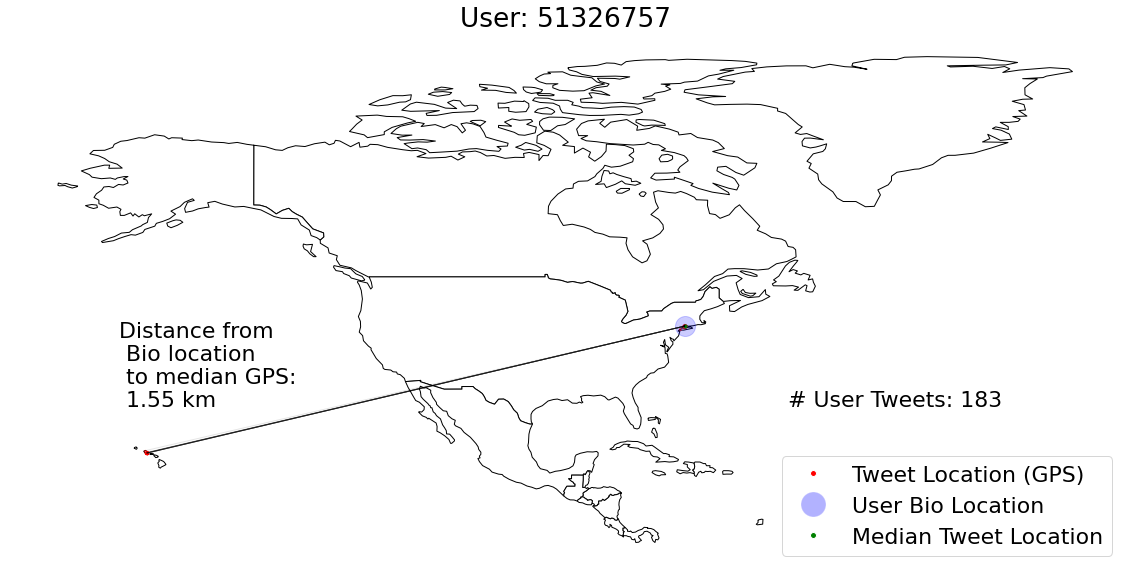 User: 51326757
Distance from
Bio location
to median GPS:
1.55 km
# User Tweets: 183
Tweet Location (GPS)
User Bio Location
Median Tweet Location